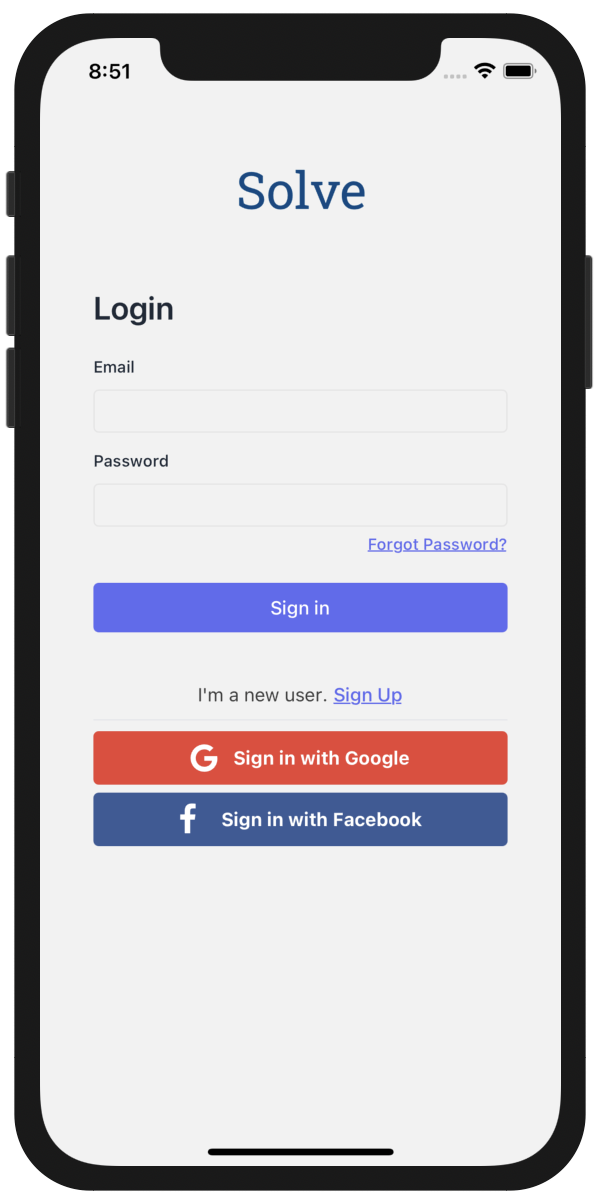 8:51
Solve
Login
Email
Password
Forgot Password?
Sign in
I'm a new user. Sign Up
Sign in with Google
Sign in with Facebook